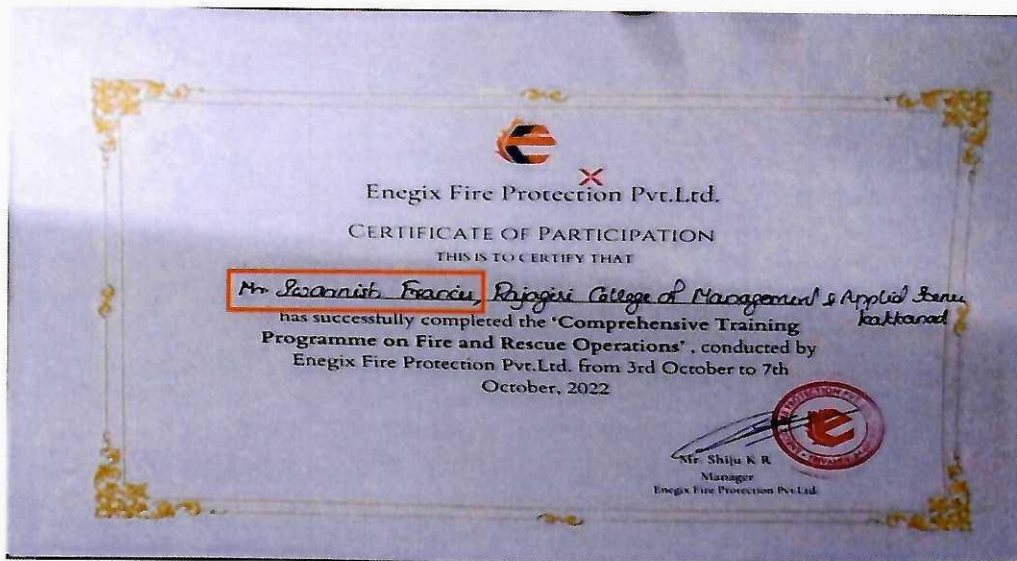 Enegix Fire Protection Pvt.Ltd.
CERTIFICATE OF PARTICIPATION
THIS IS TO CERTIFY THAT
Mr Francis, Rajagiri College of Management & Applied
Kakkanad
has successfully completed the 'Comprehensive Training
Programme on Fire and Rescue Operations', conducted by
Enegix Fire Protection Pvt.Ltd. from 3rd October to 7th
October, 2022
Mr. Shiju K R
Manager
Enegix Fire Protection Pvt.Ltd.